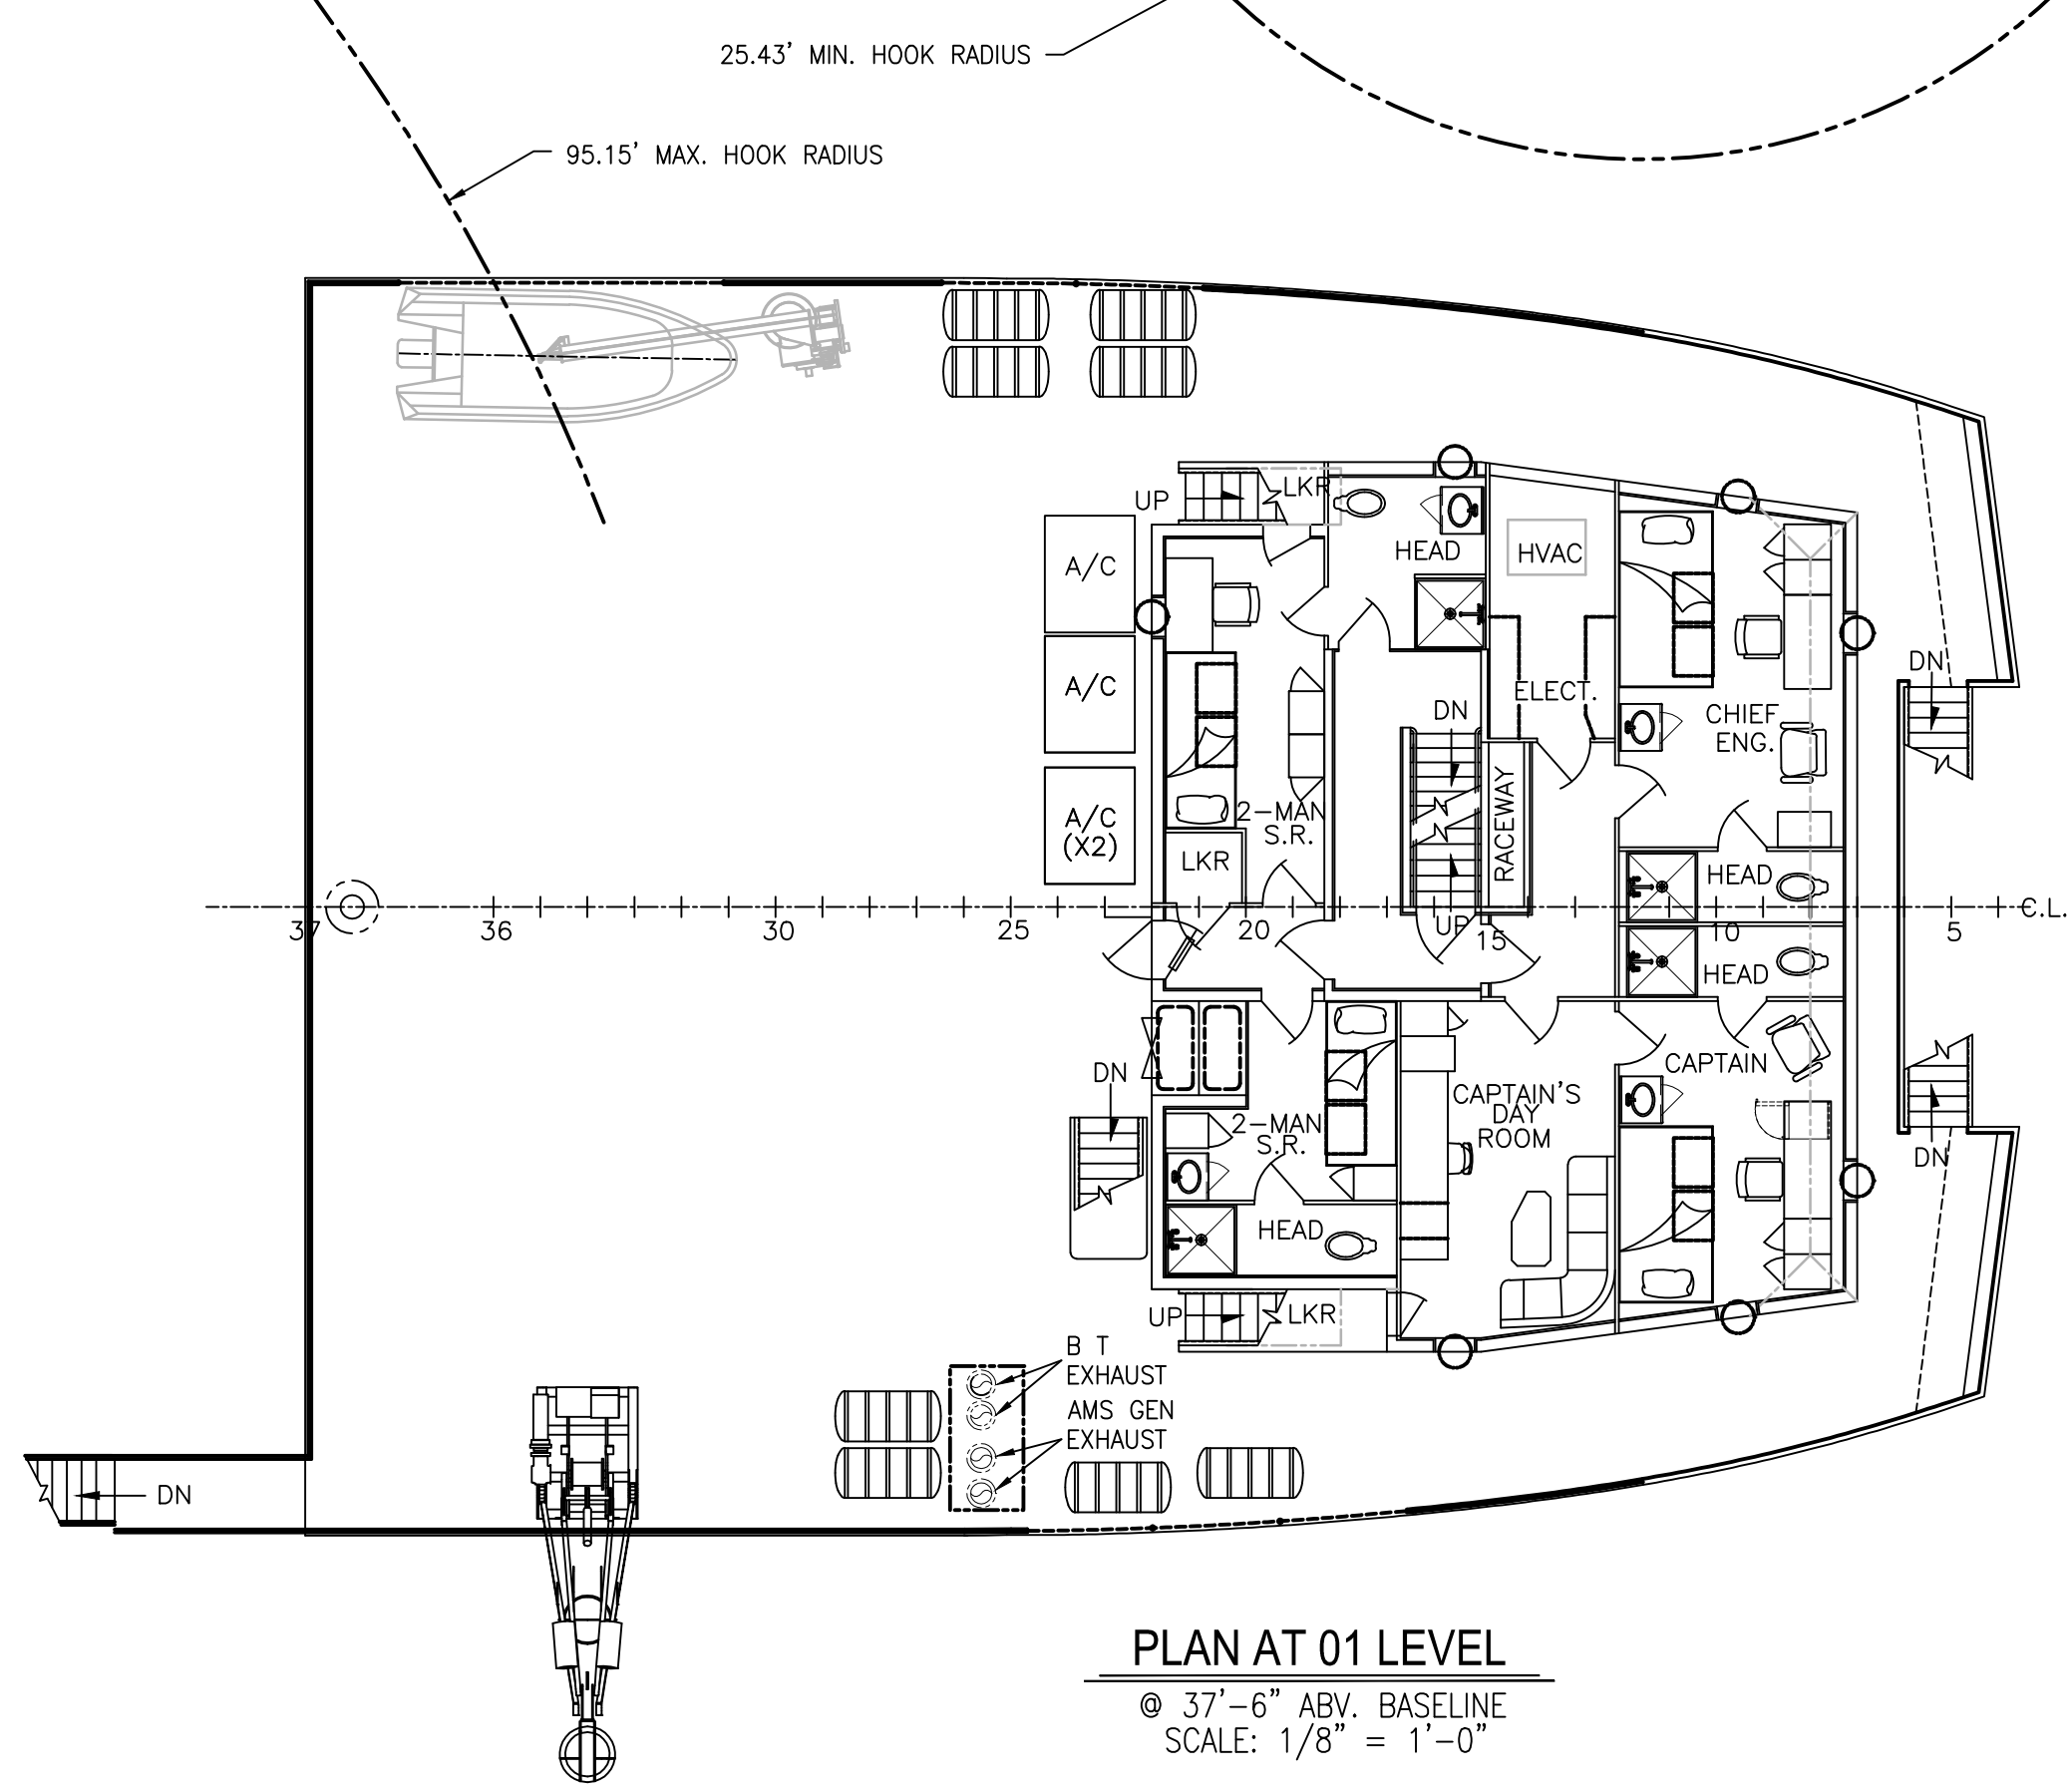 25.43' MIN. HOOK RADIUS
95.15' MAX. HOOK RADIUS
UP
LKR
HEAD
HVAC
A/C
A/C
A/C
(X2)
ELECT.
DN
DN
CHIEF
ENG.
RACEWAY
2-MAN
S.R.
LKR
HEAD
37
36
30
25
20
UP
15
10
5
C.L.
HEAD
DN
CAPTAIN
CAPTAIN'S
DAY
ROOM
2-MAN
S.R.
DN
HEAD
UP
LKR
B T
EXHAUST
AMS GEN
EXHAUST
DN
PLAN AT 01 LEVEL
@ 37'-6" ABV. BASELINE
SCALE: 1/8" = 1'-0"